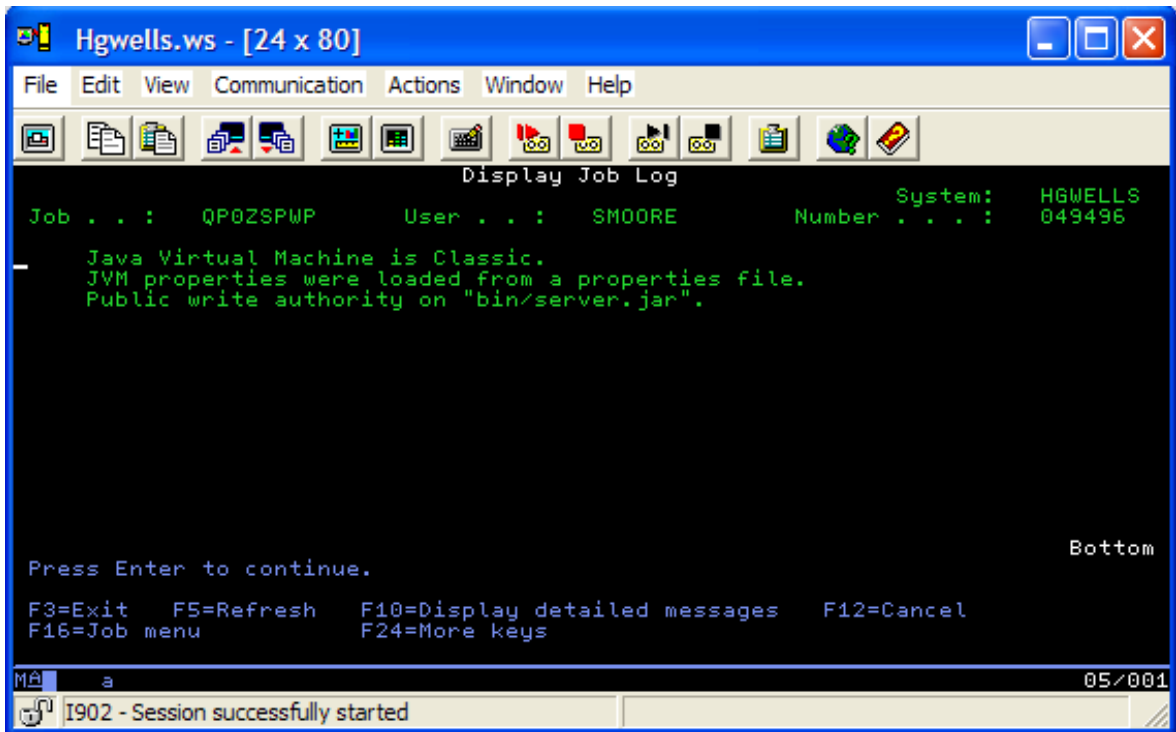 Hgwells.ws - [24 x 80]
File Edit View Communication Actions Window Help
Display Job Log
System: HGWELLS
Job . . : QP0ZSPWP User . . : SMOORE Number . . . : 049496
Java Virtual Machine is Classic.
JVM properties were loaded from a properties file.
Public write authority on "bin/server.jar".
Bottom
Press Enter to continue.
F3=Exit F5=Refresh F10=Display detailed messages F12=Cancel
F16=Job menu F24=More keys
MA a 05/001
I902 - Session successfully started